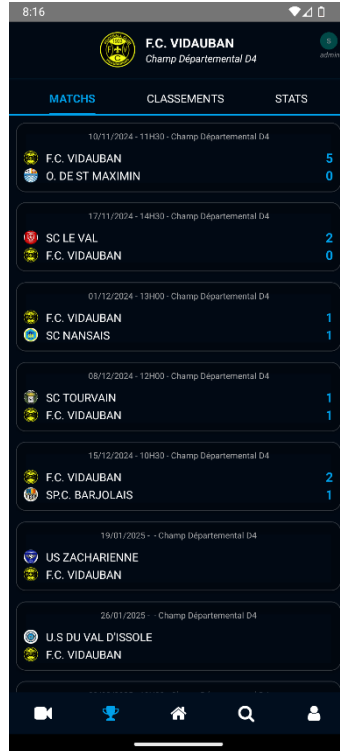 8:16
F.C. VIDAUBAN
Champ Départemental D4
S
admin
MATCHS CLASSEMENTS STATS
10/11/2024 - 11H30 - Champ Départemental D4
F.C. VIDAUBAN 5
O. DE ST MAXIMIN 0
17/11/2024 - 14H30 - Champ Départemental D4
SC LE VAL 2
F.C. VIDAUBAN 0
01/12/2024 - 13H00 - Champ Départemental D4
F.C. VIDAUBAN 1
SC NANSAIS 1
08/12/2024 - 12H00 - Champ Départemental D4
SC TOURVAIN 1
F.C. VIDAUBAN 1
15/12/2024 - 10H30 - Champ Départemental D4
F.C. VIDAUBAN 2
SP.C. BARJOLAIS 1
19/01/2025 - - Champ Départemental D4
US ZACHARIENNE
F.C. VIDAUBAN
26/01/2025 - - Champ Départemental D4
U.S DU VAL D'ISSOLE
F.C. VIDAUBAN